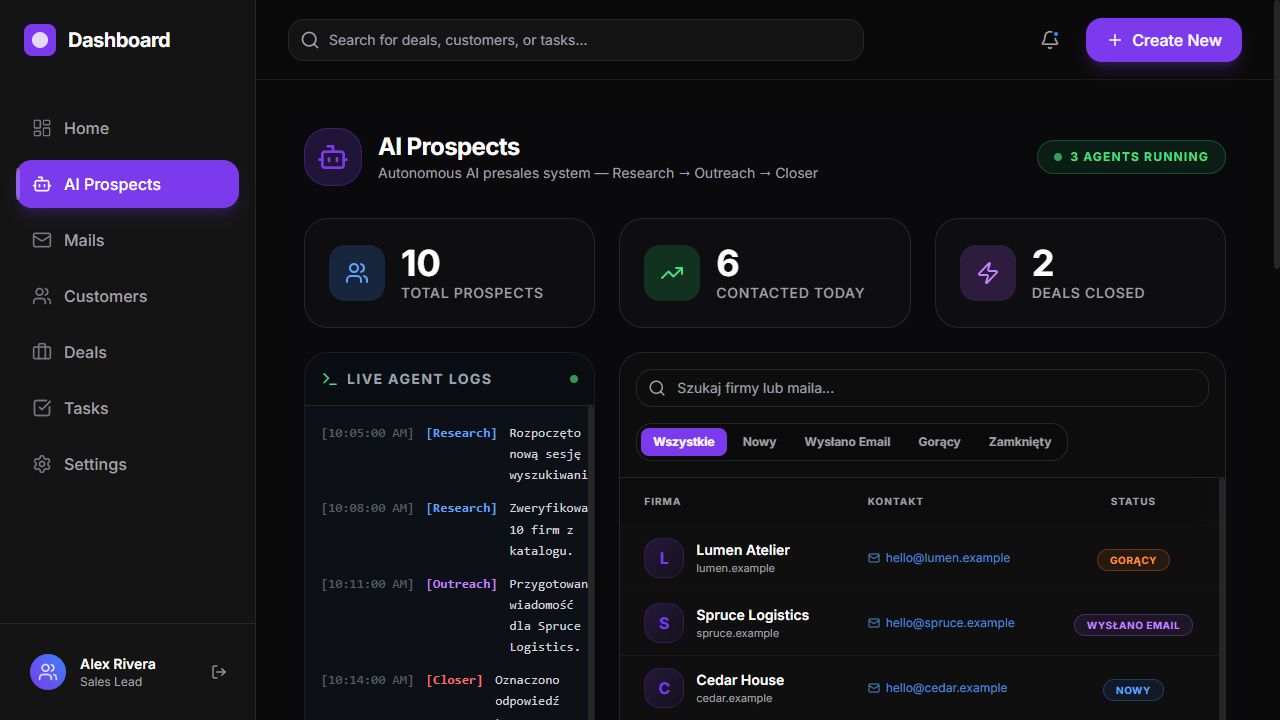 Dashboard
Search for deals, customers, or tasks...
Create New
Home
AI Prospects
Mails
Customers
Deals
Tasks
Settings
Alex Rivera
Sales Lead
AI Prospects
Autonomous AI presales system — Research → Outreach → Closer
3 AGENTS RUNNING
10
TOTAL PROSPECTS
6
CONTACTED TODAY
2
DEALS CLOSED
LIVE AGENT LOGS
[10:05:00 AM] [Research] Rozpoczęto
nową sesję
wyszukiwani
[10:08:00 AM] [Research] Zweryfikowa
10 firm z
katalogu.
[10:11:00 AM] [Outreach] Przygotowan
wiadomość
dla Spruce
Logistics.
[10:14:00 AM] [Closer] Oznaczono
odpowiedź
Szukaj firmy lub maila...
Wszystkie Nowy Wysłano Email Gorący Zamknięty
FIRMA KONTAKT STATUS
L Lumen Atelier
lumen.example
hello@lumen.example
GORĄCY
S Spruce Logistics
spruce.example
hello@spruce.example
WYSŁANO EMAIL
C Cedar House
cedar.example
hello@cedar.example
NOWY